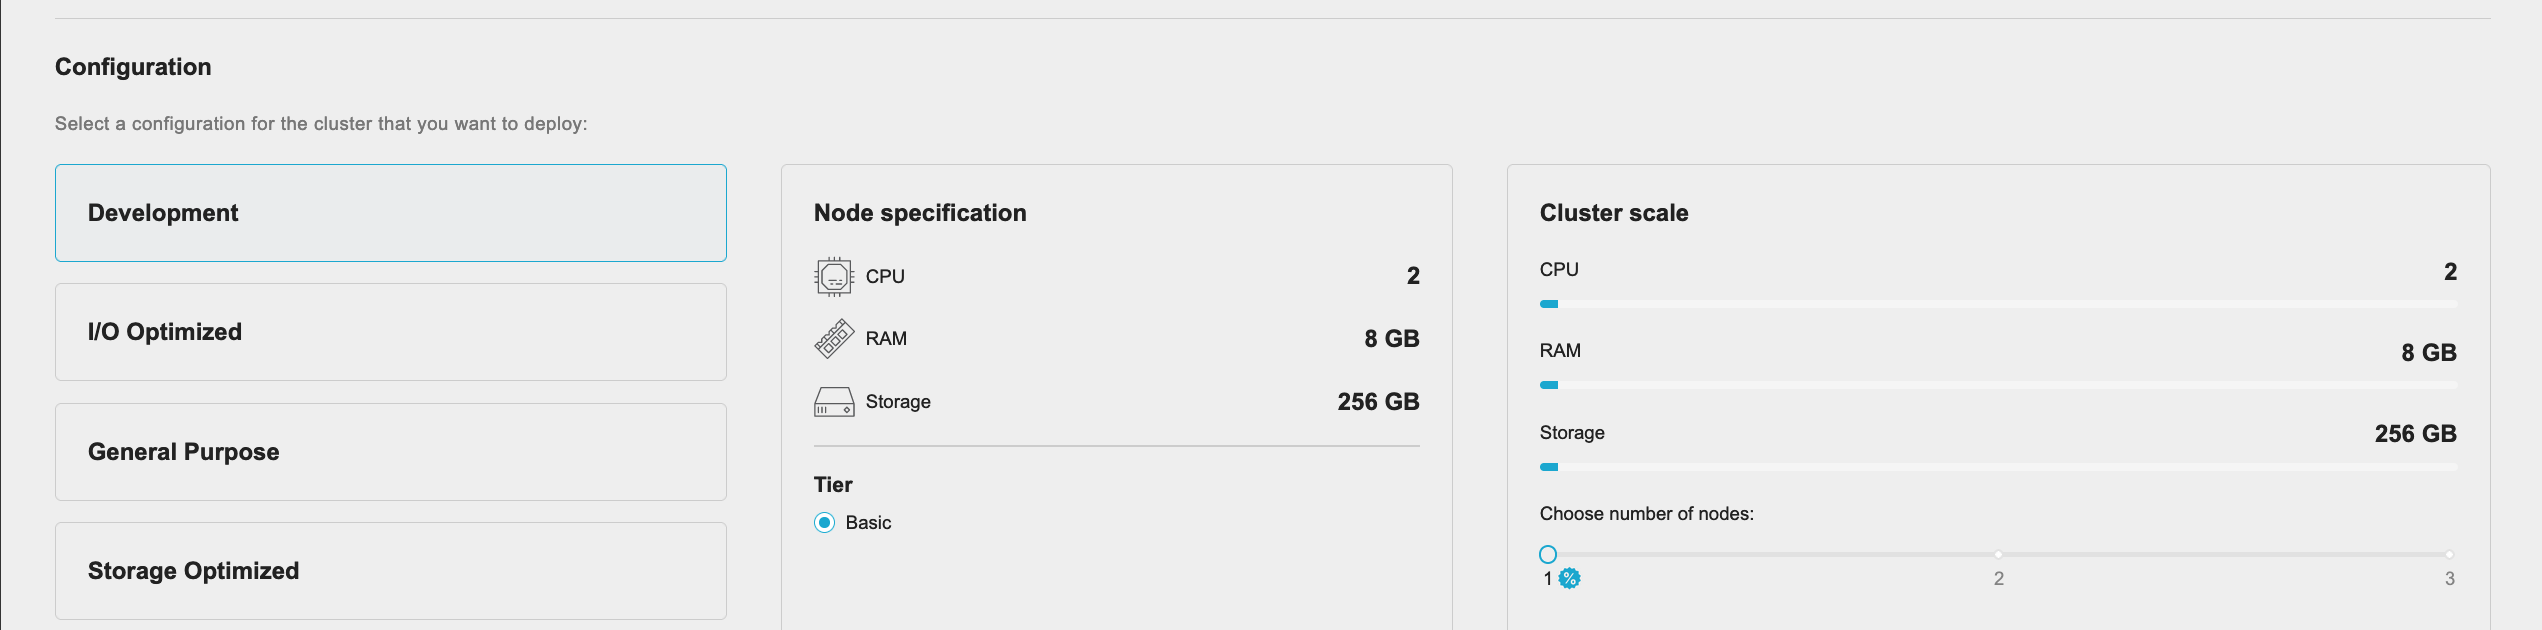 Configuration
Select a configuration for the cluster that you want to deploy:
Development
I/O Optimized
General Purpose
Storage Optimized
Node specification
CPU 2
RAM 8 GB
Storage 256 GB
Tier
Basic
Cluster scale
CPU 2
RAM 8 GB
Storage 256 GB
Choose number of nodes:
1 % 2 3